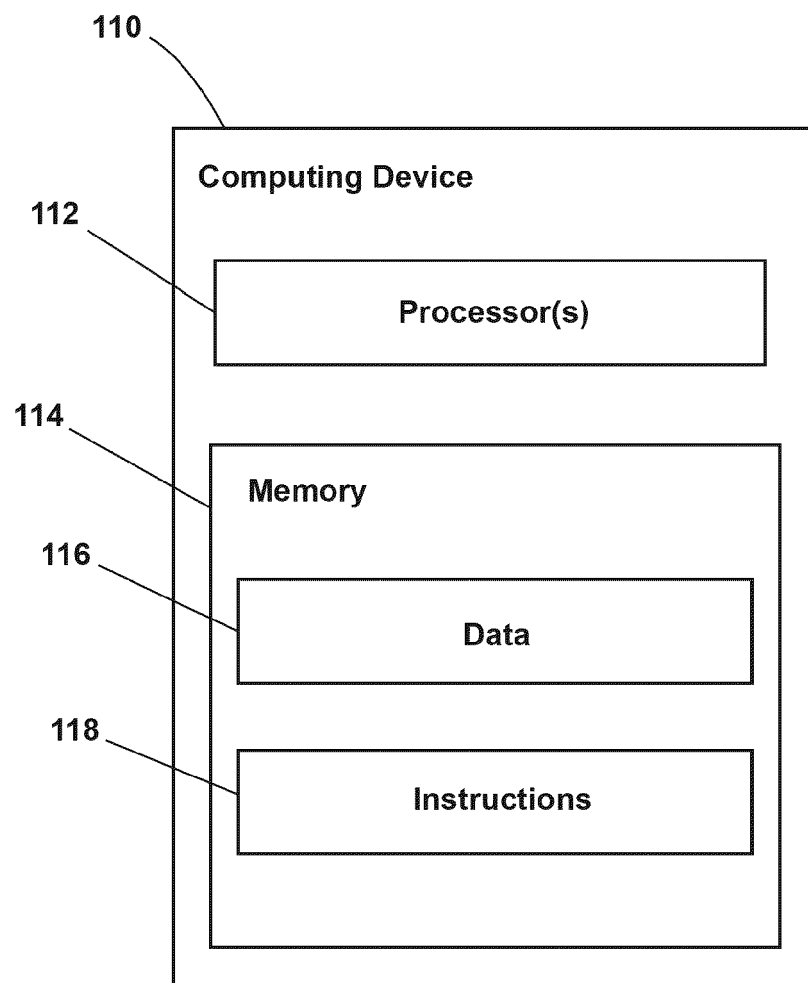 110
Computing Device
112
Processor(s)
114
Memory
116
Data
118
Instructions